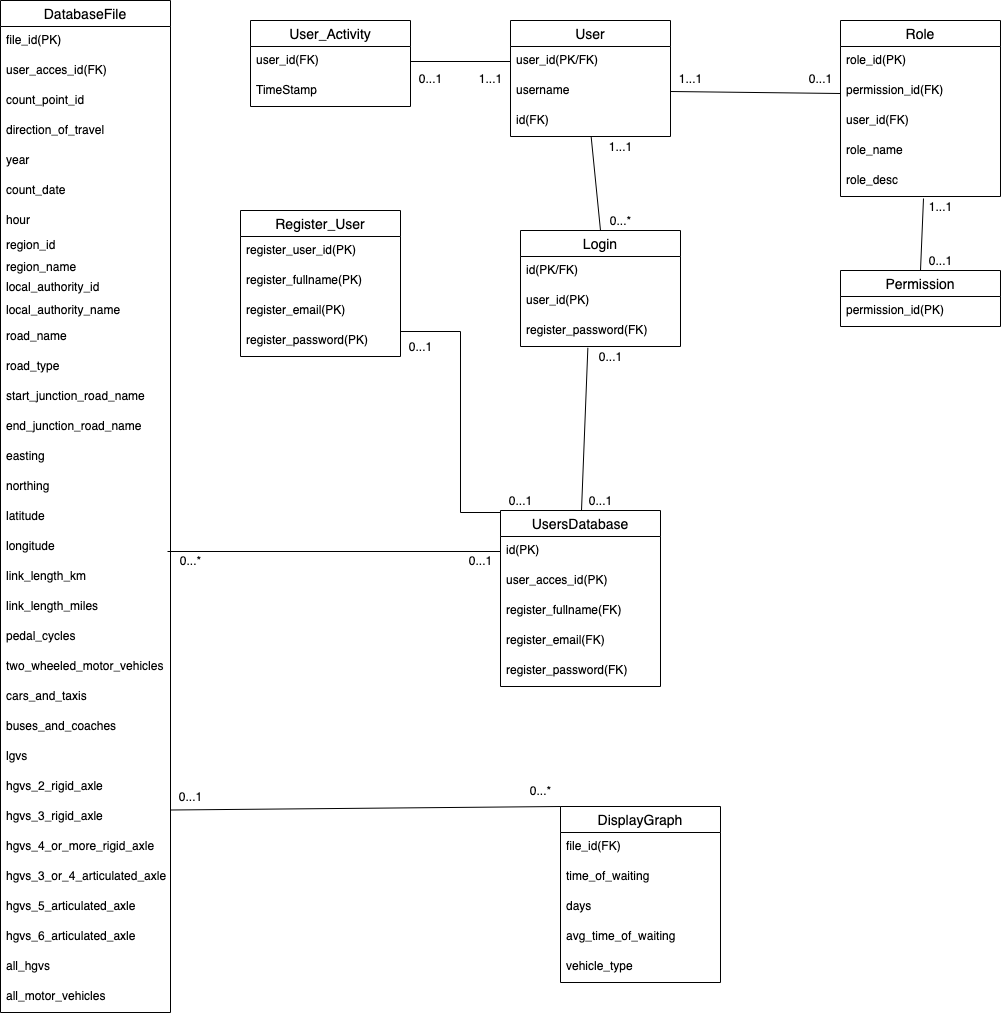 DatabaseFile
file_id(PK)
user_acces_id(FK)
count_point_id
direction_of_travel
year
count_date
hour
region_id
region_name
local_authority_id
local_authority_name
road_name
road_type
start_junction_road_name
end_junction_road_name
easting
northing
latitude
longitude
link_length_km
link_length_miles
pedal_cycles
two_wheeled_motor_vehicles
cars_and_taxis
buses_and_coaches
lgvs
hgvs_2_rigid_axle
hgvs_3_rigid_axle
hgvs_4_or_more_rigid_axle
hgvs_3_or_4_articulated_axle
hgvs_5_articulated_axle
hgvs_6_articulated_axle
all_hgvs
all_motor_vehicles
User_Activity
user_id(FK)
TimeStamp
0...1
1...1
User
user_id(PK/FK)
username
id(FK)
1...1
0...1
Role
role_id(PK)
permission_id(FK)
user_id(FK)
role_name
role_desc
1...1
0...*
1...1
0...1
Register_User
register_user_id(PK)
register_fullname(PK)
register_email(PK)
register_password(PK)
0...1
Login
id(PK/FK)
user_id(PK)
register_password(FK)
0...1
Permission
permission_id(PK)
0...1
0...1
UsersDatabase
id(PK)
user_acces_id(PK)
register_fullname(FK)
register_email(FK)
register_password(FK)
0...*
0...1
0...1
0...*
DisplayGraph
file_id(FK)
time_of_waiting
days
avg_time_of_waiting
vehicle_type